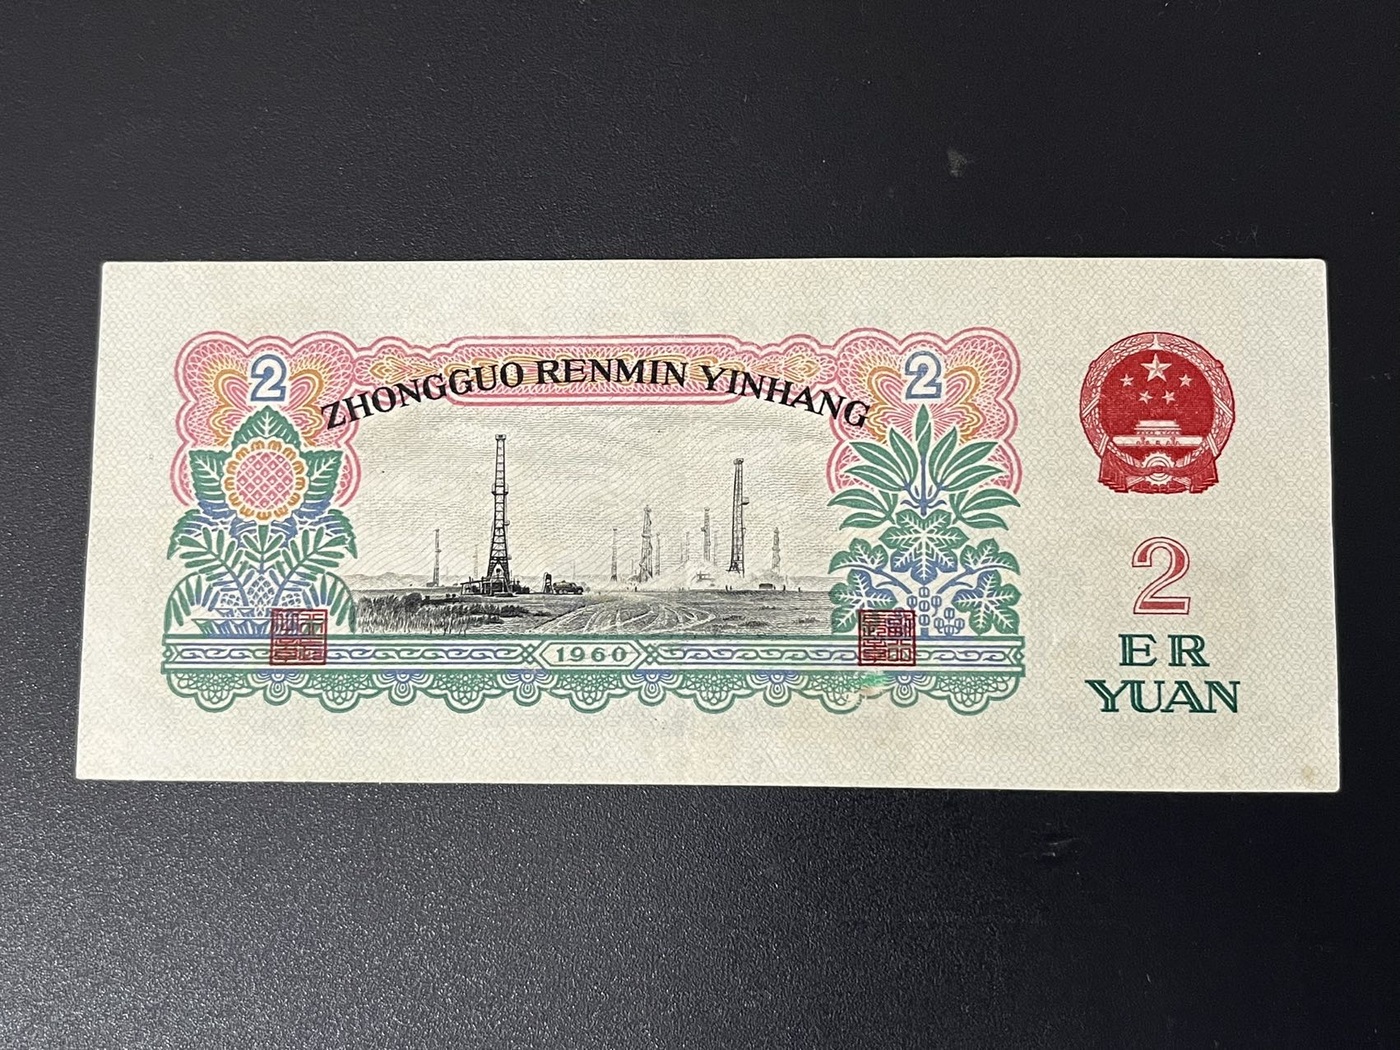 2 2
ZHONGGUO RENMIN YINHANG
1960
2
ER
YUAN